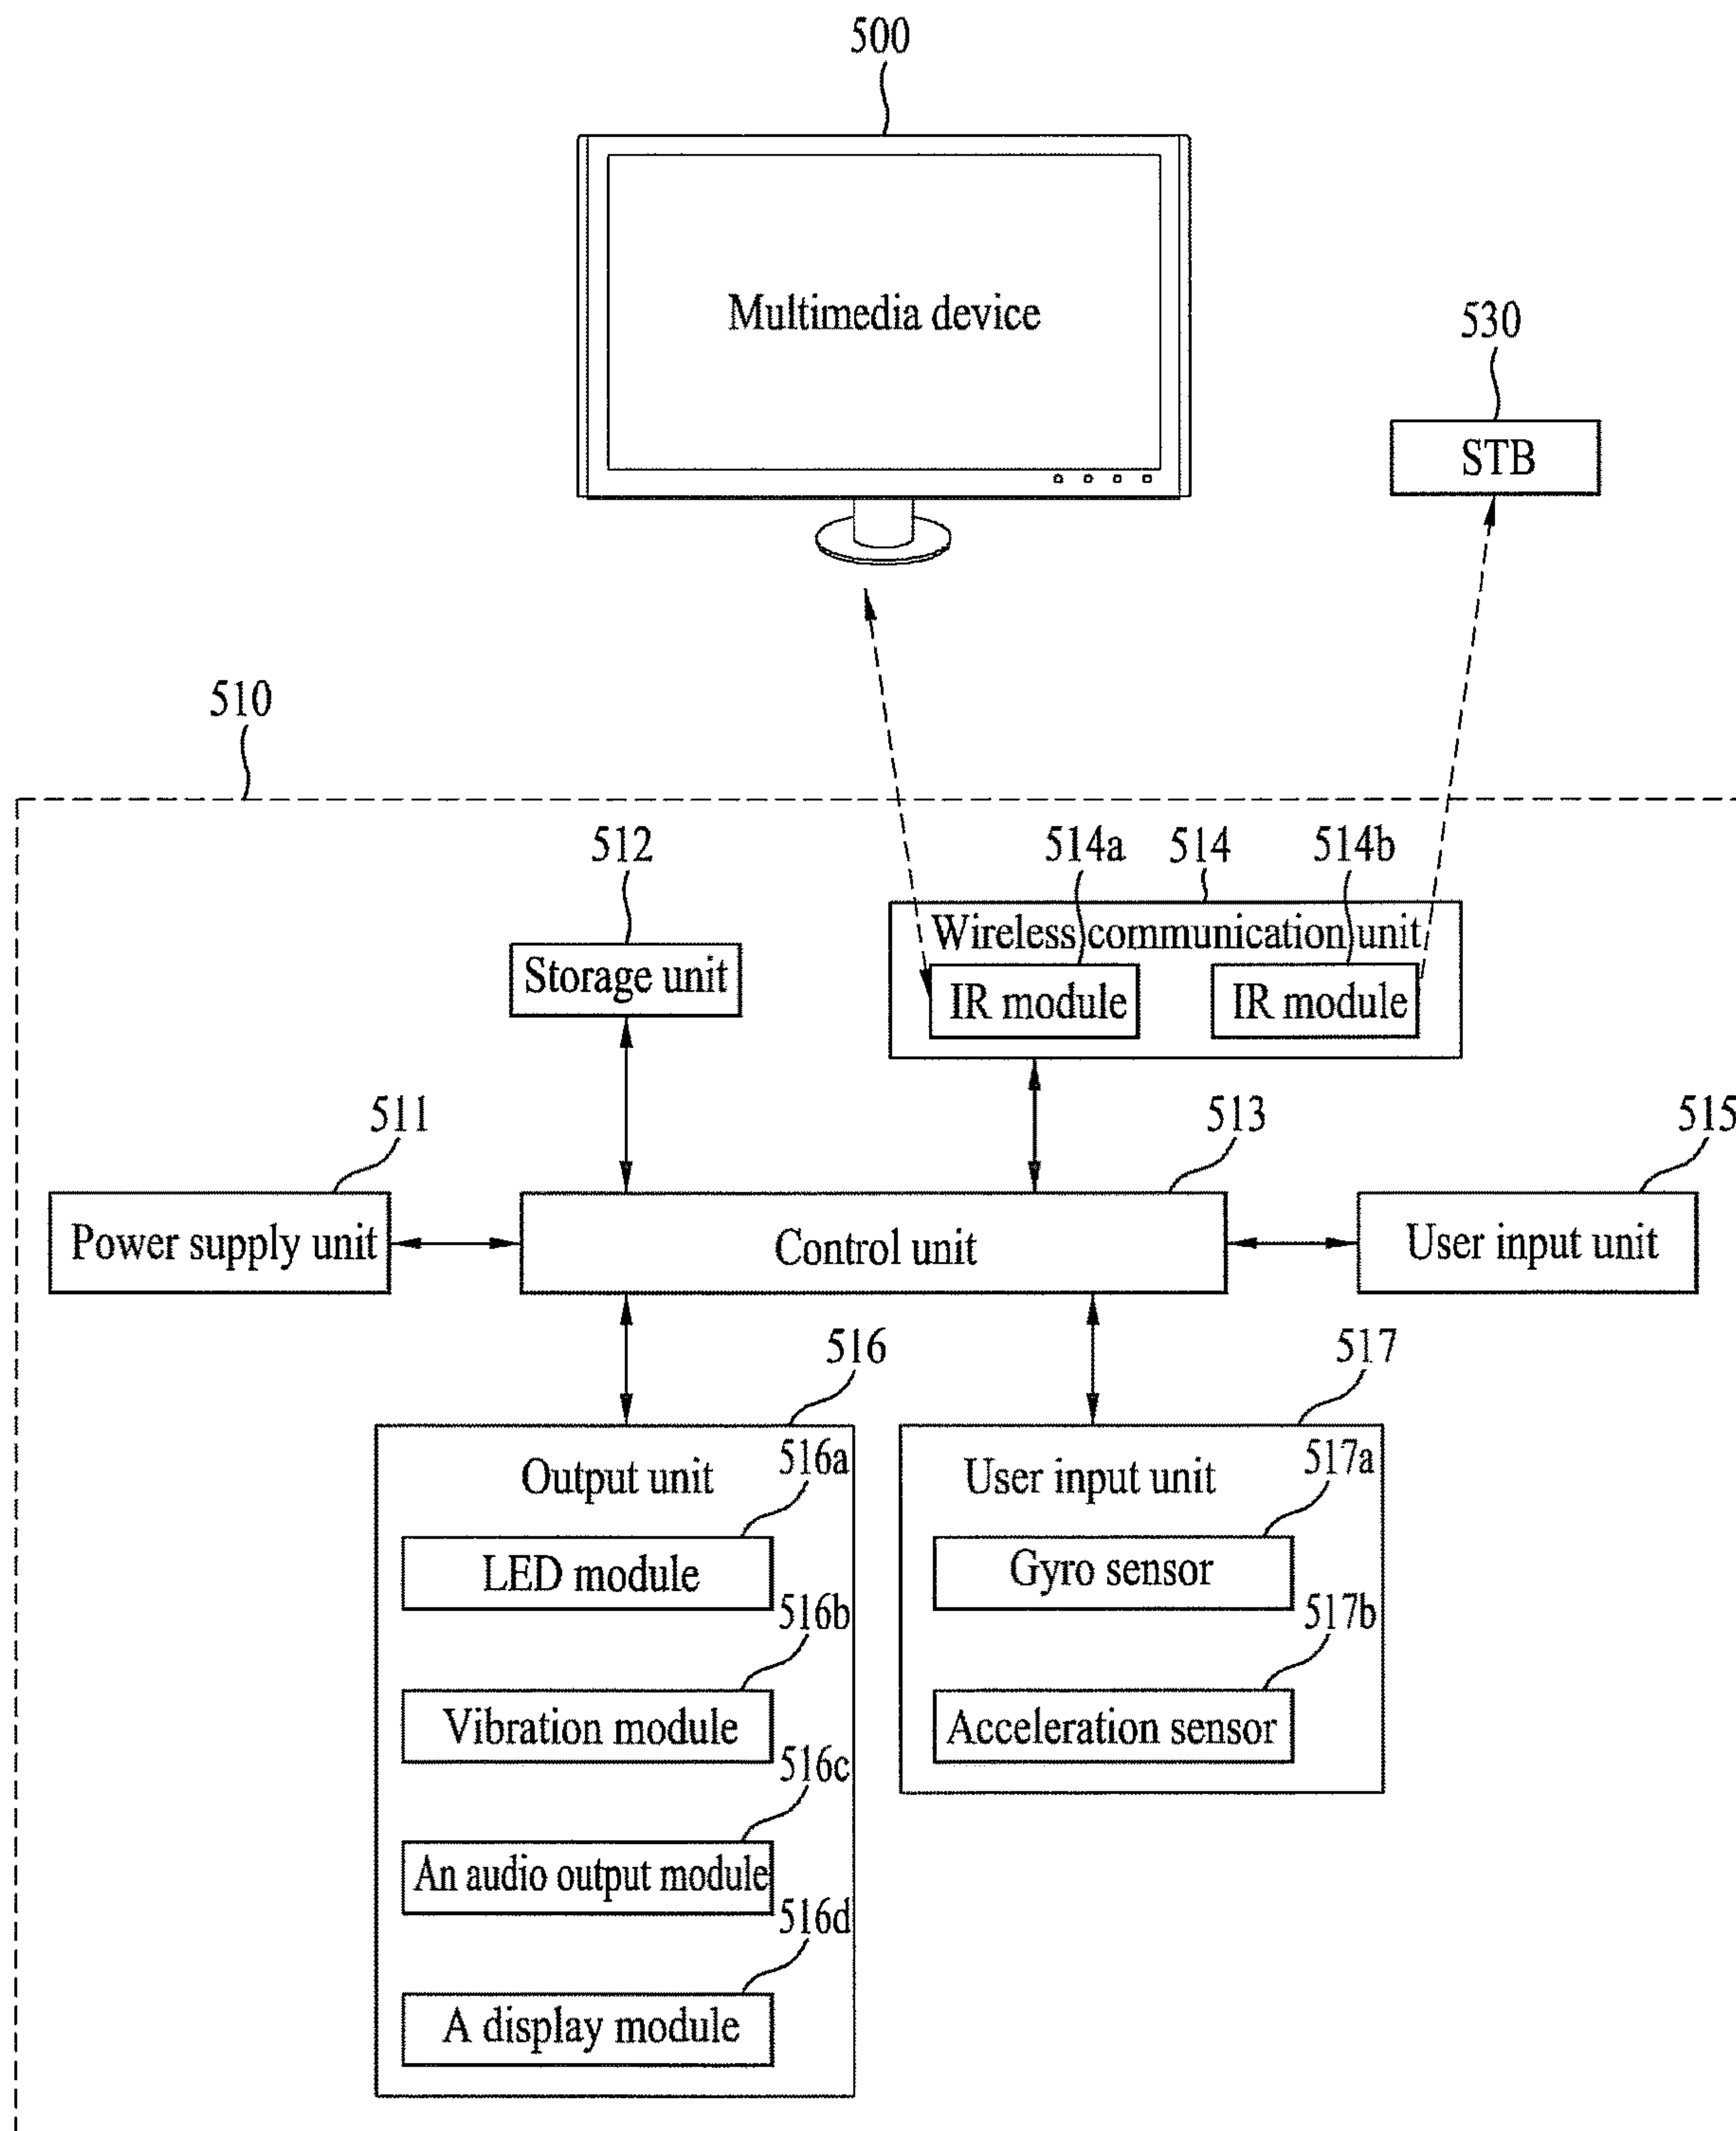 500
Multimedia device
530
STB
510
512
514a
514
514b
Wireless communication unit
Storage unit
IR module
IR module
511
513
515
Power supply unit
Control unit
User input unit
516
517
Output unit
516a
User input unit
517a
LED module
Gyro sensor
516b
517b
Vibration module
Acceleration sensor
516c
An audio output module
516d
A display module